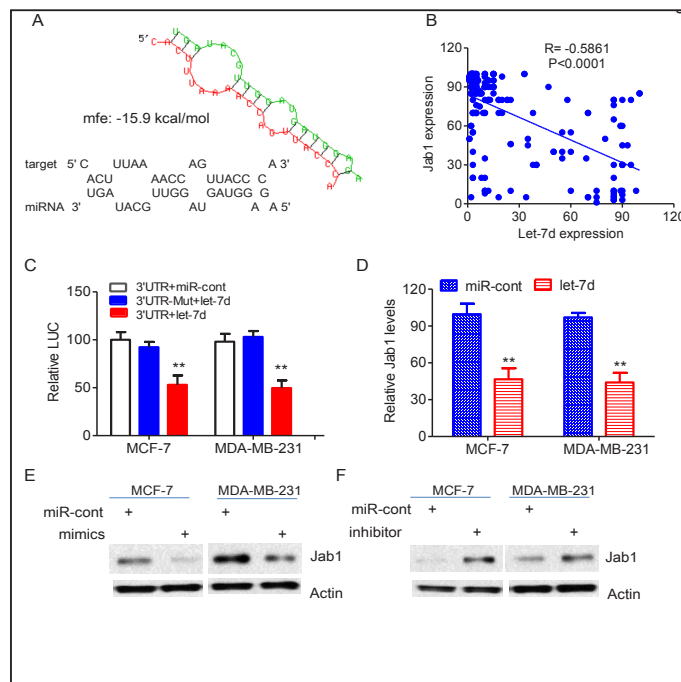 A
5'
mfe: -15.9 kcal/mol
target 5' C UUAA AG A 3'
ACU AACC UUACC C
UGA UUGG GAUGG G
miRNA 3' UACG AU A A 5'
B
R= -0.5861
P<0.0001
Jab1 expression
120
90
60
30
0
0 30 60 90 120
Let-7d expression
C
3'UTR+miR-cont
3'UTR-Mut+let-7d
3'UTR+let-7d
Relative LUC
150
100
50
0
** **
MCF-7 MDA-MB-231
D
miR-cont let-7d
Relative Jab1 levels
120
90
60
30
0
** **
MCF-7 MDA-MB-231
E
MCF-7 MDA-MB-231
miR-cont + +
mimics + +
Jab1
Actin
F
MCF-7 MDA-MB-231
miR-cont + +
inhibitor + +
Jab1
Actin